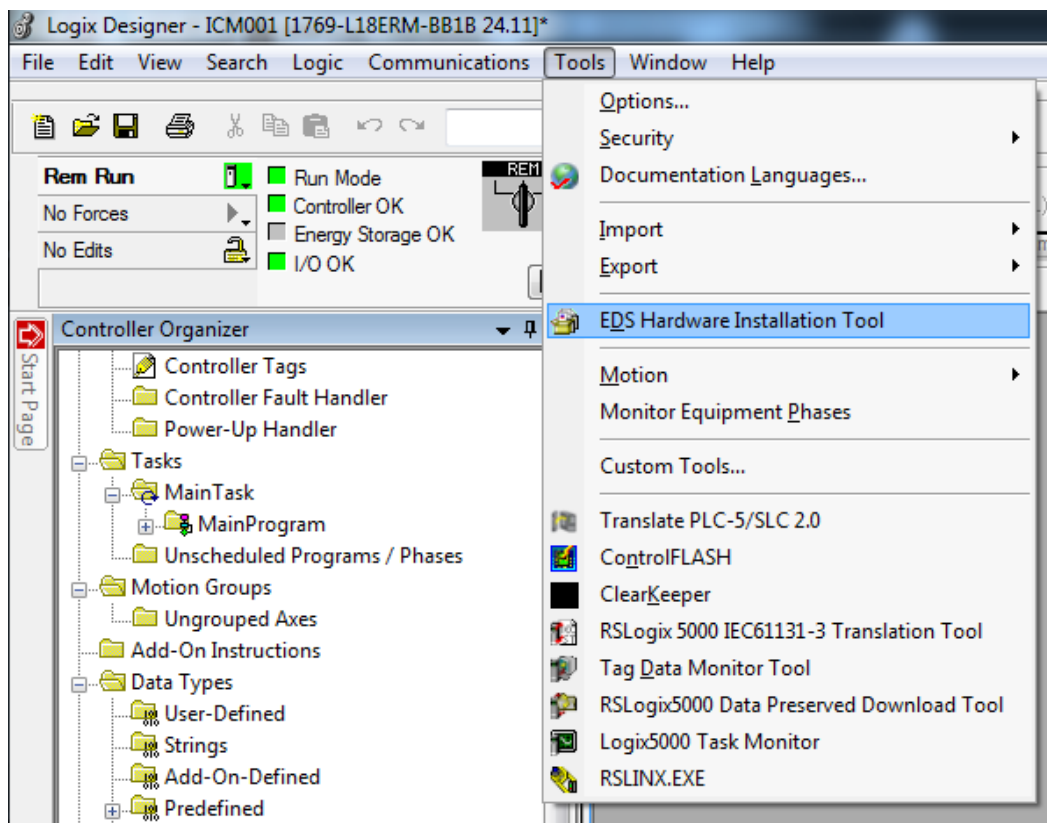 Logix Designer - ICM001 [1769-L18ERM-BB1B 24.11]*
File Edit View Search Logic Communications Tools Window Help
Rem Run
No Forces
No Edits
Run Mode
Controller OK
Energy Storage OK
I/O OK
REM
Start Page
Controller Organizer
Controller Tags
Controller Fault Handler
Power-Up Handler
Tasks
MainTask
MainProgram
Unscheduled Programs / Phases
Motion Groups
Ungrouped Axes
Add-On Instructions
Data Types
User-Defined
Strings
Add-On-Defined
Predefined
Options...
Security
Documentation Languages...
Import
Export
EDS Hardware Installation Tool
Motion
Monitor Equipment Phases
Custom Tools...
Translate PLC-5/SLC 2.0
ControlFLASH
ClearKeeper
RSLogix 5000 IEC61131-3 Translation Tool
Tag Data Monitor Tool
RSLogix5000 Data Preserved Download Tool
Logix5000 Task Monitor
RSLINX.EXE